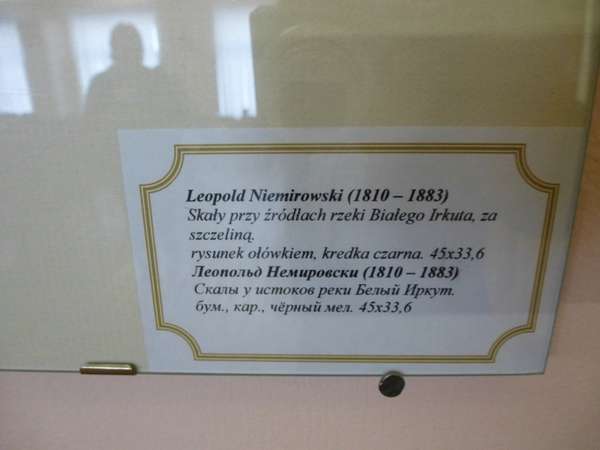 Leopold Niemirowski (1810 – 1883)
Skały przy źródłach rzeki Białego Irkuta, za
szczeliną.
rysunek ołówkiem, kredka czarna. 45x33,6
Леопольд Немировски (1810 – 1883)
Скалы у истоков реки Белый Иркут.
бум., кар., чёрный мел. 45x33,6